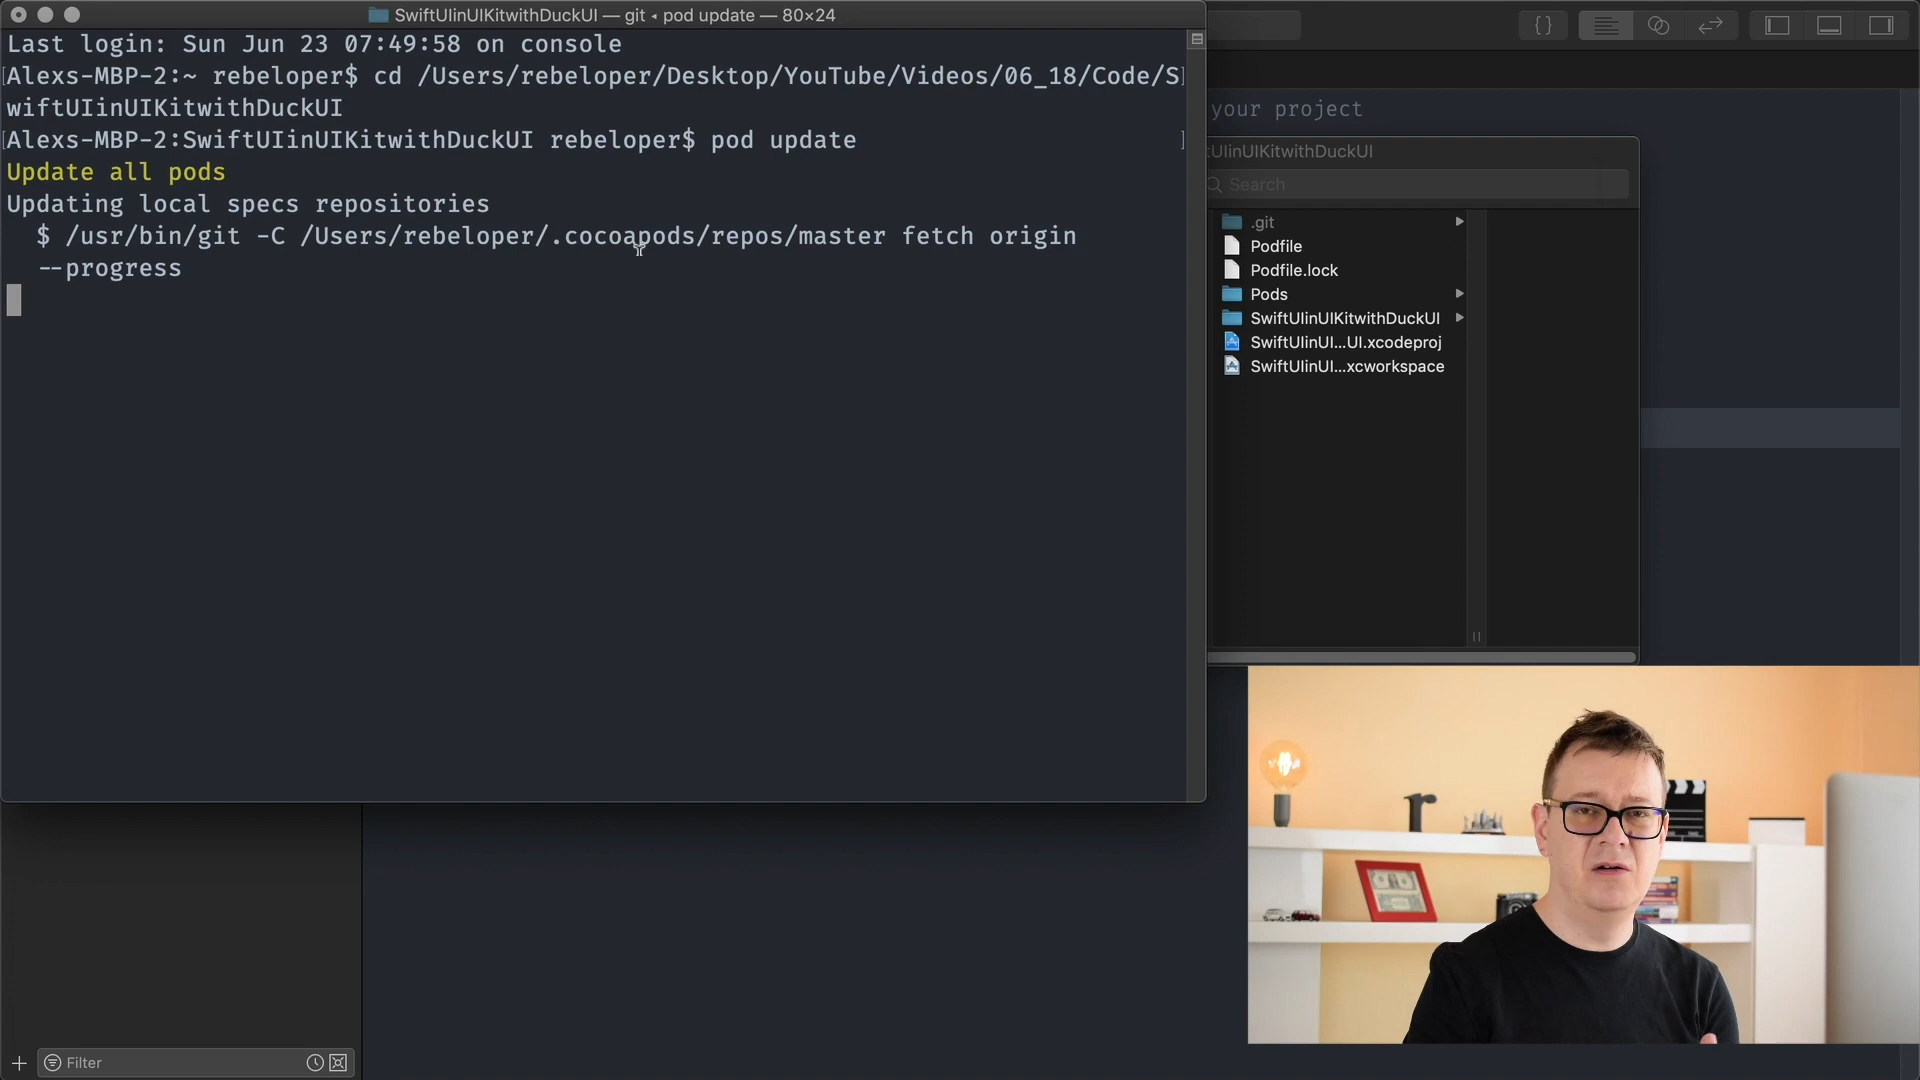 SwiftUIinUIKitwithDuckUI — git ◂ pod update — 80×24
Last login: Sun Jun 23 07:49:58 on console
[Alexs-MBP-2:~ rebeloper$ cd /Users/rebeloper/Desktop/YouTube/Videos/06_18/Code/S]
wiftUIinUIKitwithDuckUI
[Alexs-MBP-2:SwiftUIinUIKitwithDuckUI rebeloper$ pod update ]
Update all pods
Updating local specs repositories
$ /usr/bin/git -C /Users/rebeloper/.cocoapods/repos/master fetch origin
--progress
{}
your project
tUIinUIKitwithDuckUI
Search
.git
Podfile
Podfile.lock
Pods
SwiftUIinUIKitwithDuckUI
SwiftUIinUI...UI.xcodeproj
SwiftUIinUI...xcworkspace
Filter